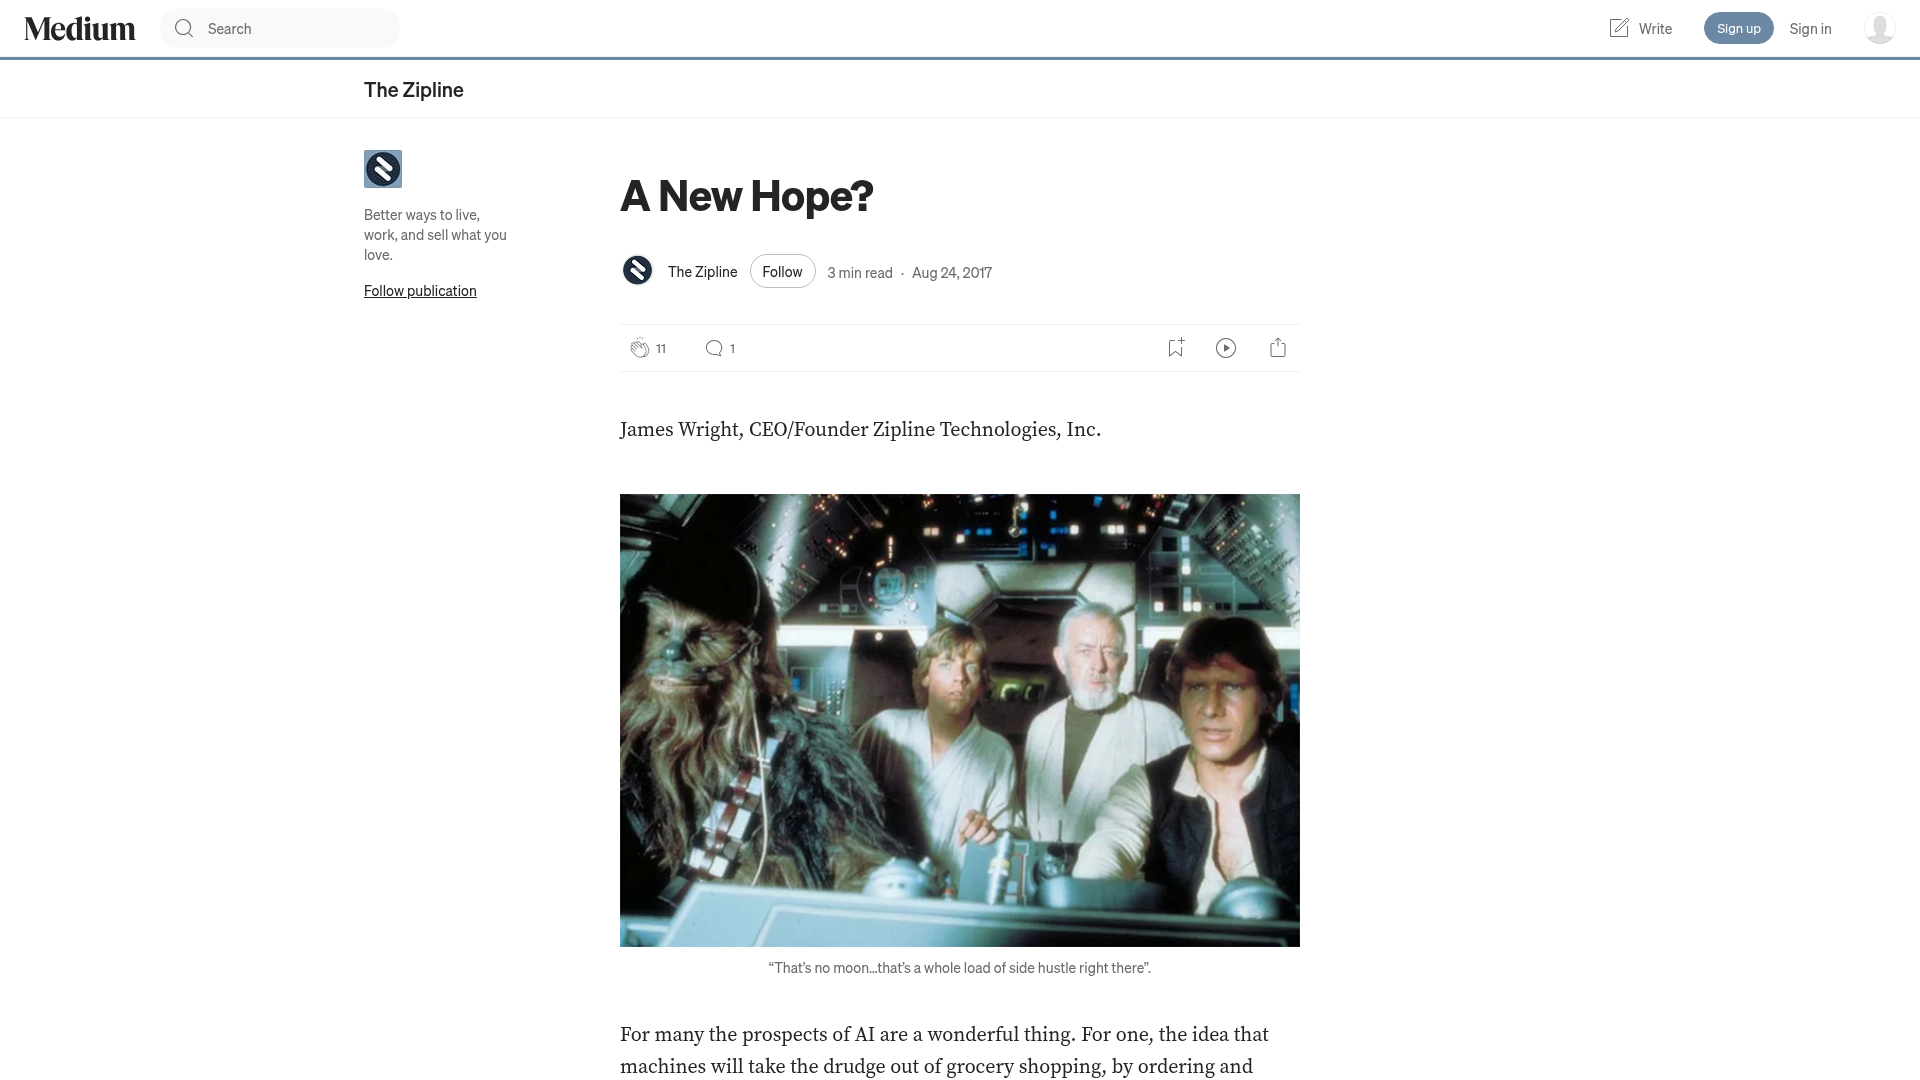 Medium
Search
Write
Sign up
Sign in
The Zipline
Better ways to live,
work, and sell what you
love.
Follow publication
A New Hope?
The Zipline
Follow
3 min read · Aug 24, 2017
11
1
James Wright, CEO/Founder Zipline Technologies, Inc.
“That’s no moon…that’s a whole load of side hustle right there”.
For many the prospects of AI are a wonderful thing. For one, the idea that
machines will take the drudge out of grocery shopping, by ordering and